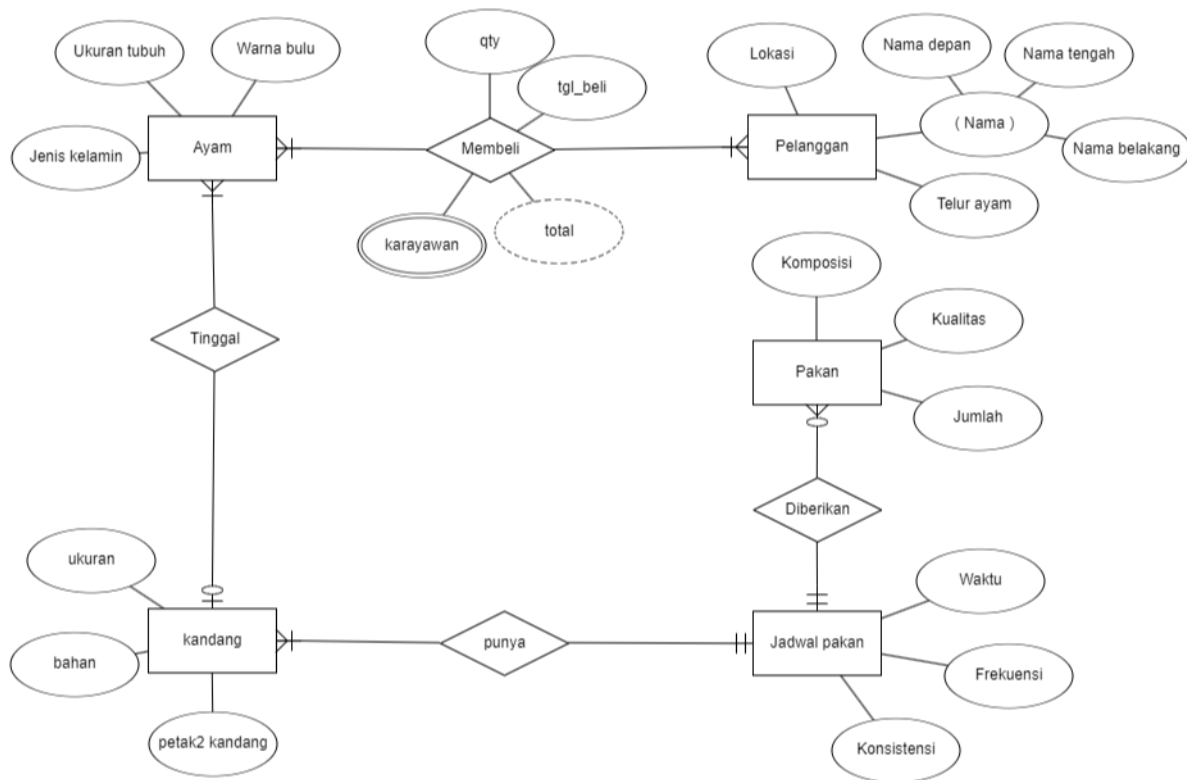 Ukuran tubuh
Warna bulu
qty
tgl_beli
Lokasi
Nama depan
Nama tengah
Jenis kelamin
Ayam
Membeli
Pelanggan
( Nama )
Nama belakang
karayawan
total
Telur ayam
Komposisi
Kualitas
Tinggal
Pakan
Jumlah
Diberikan
ukuran
Waktu
kandang
punya
Jadwal pakan
bahan
Frekuensi
petak2 kandang
Konsistensi